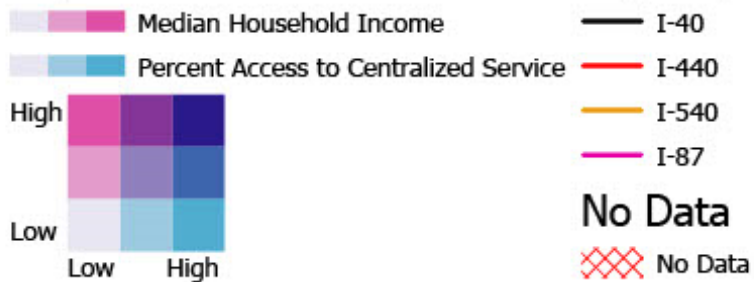 Median Household Income
Percent Access to Centralized Service
High
Low
Low High
I-40
I-440
I-540
I-87
No Data
No Data